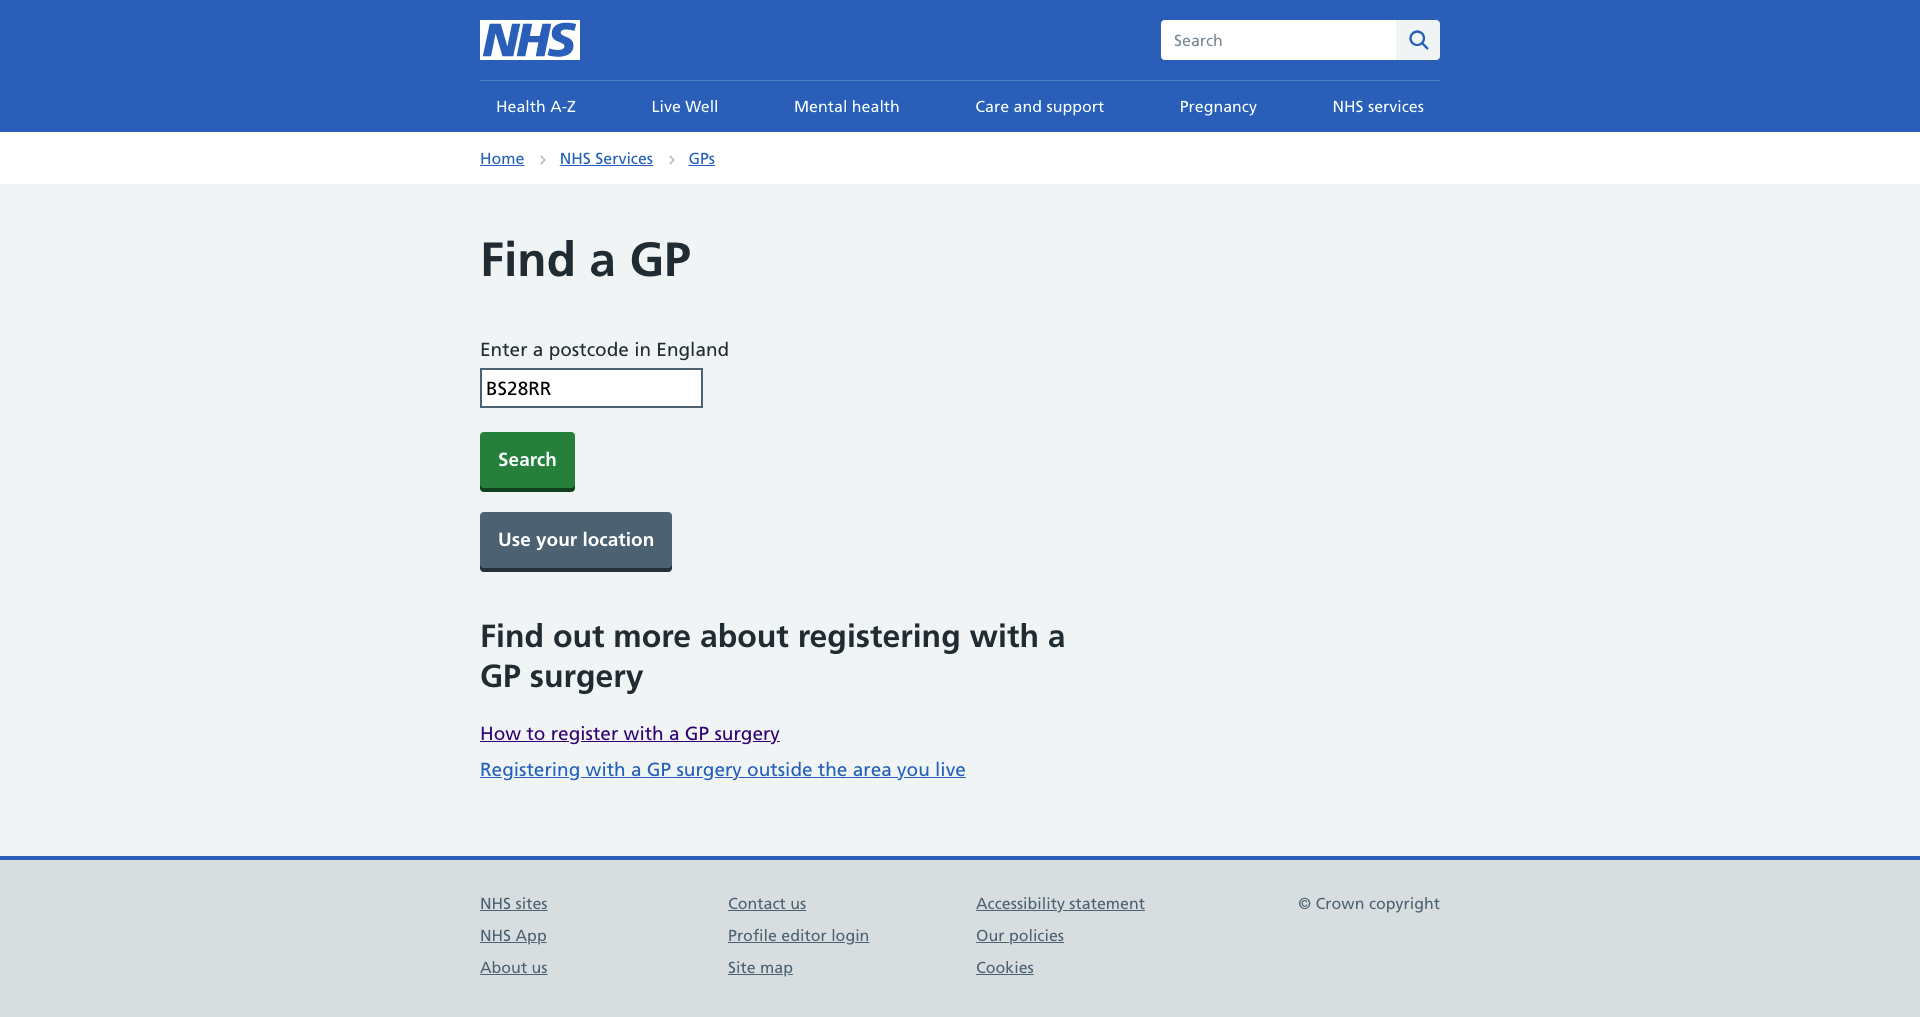 NHS
Search
Health A-Z
Live Well
Mental health
Care and support
Pregnancy
NHS services
Home
NHS Services
GPs
Find a GP
Enter a postcode in England
BS28RR
Search
Use your location
Find out more about registering with a
GP surgery
How to register with a GP surgery
Registering with a GP surgery outside the area you live
NHS sites
NHS App
About us
Contact us
Profile editor login
Site map
Accessibility statement
Our policies
Cookies
© Crown copyright